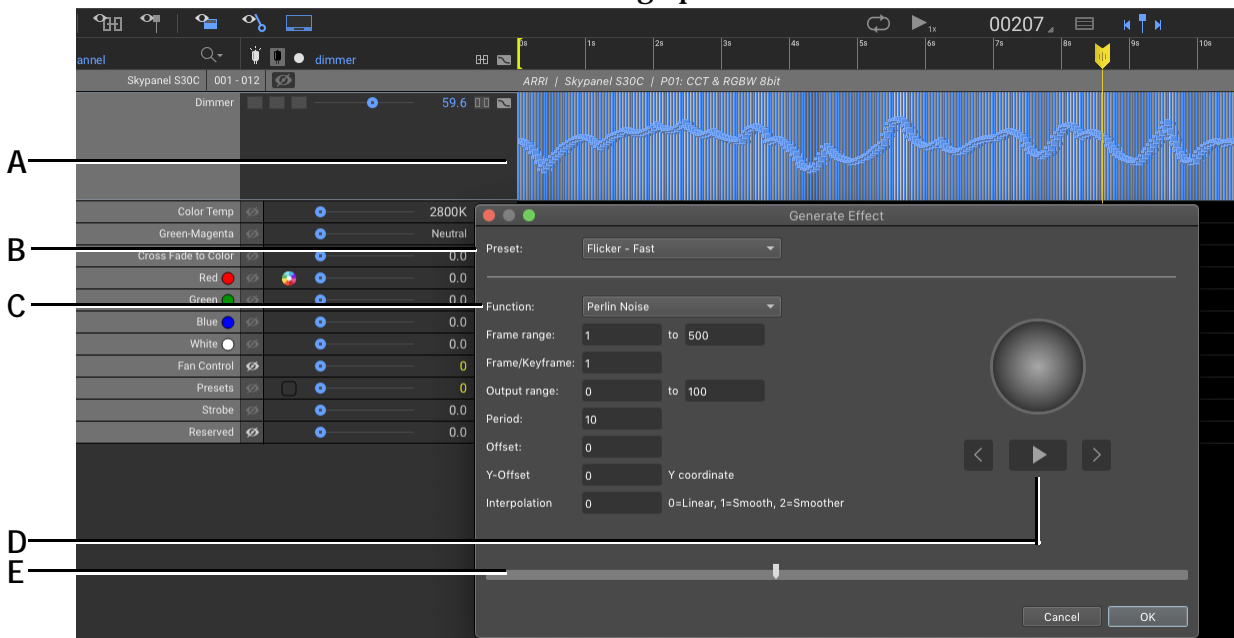 1x
00207
annel
dimmer
0s 1s 2s 3s 4s 5s 6s 7s 8s 9s 10s
Skypanel S30C 001 - 012
ARRI / Skypanel S30C / P01: CCT & RGBW 8bit
Dimmer 59.6
A
Color Temp 2800K
Generate Effect
Green-Magenta Neutral
B
Preset: Flicker - Fast
Cross Fade to Color 0.0
Red 0.0
Green 0.0
C
Function: Perlin Noise
Blue 0.0
Frame range: 1 to 500
White 0.0
Frame/Keyframe: 1
Fan Control 0
Presets 0
Output range: 0 to 100
Strobe 0.0
Period: 10
Reserved 0.0
Offset: 0
Y-Offset 0 Y coordinate
Interpolation 0 0=Linear, 1=Smooth, 2=Smoother
D
E
Cancel OK